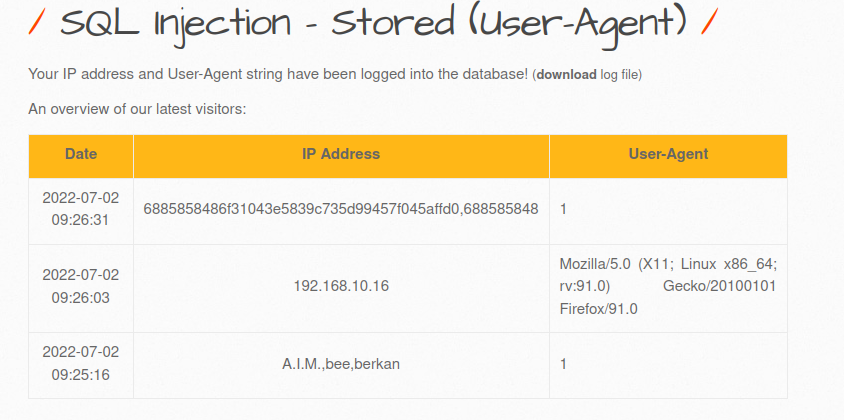 / SQL Injection - Stored (User-Agent) /
Your IP address and User-Agent string have been logged into the database! (download log file)
An overview of our latest visitors:
Date IP Address User-Agent
2022-07-02
09:26:31
6885858486f31043e5839c735d99457f045affd0,688585848
1
2022-07-02
09:26:03
192.168.10.16
Mozilla/5.0 (X11; Linux x86_64;
rv:91.0) Gecko/20100101
Firefox/91.0
2022-07-02
09:25:16
A.I.M.,bee,berkan
1